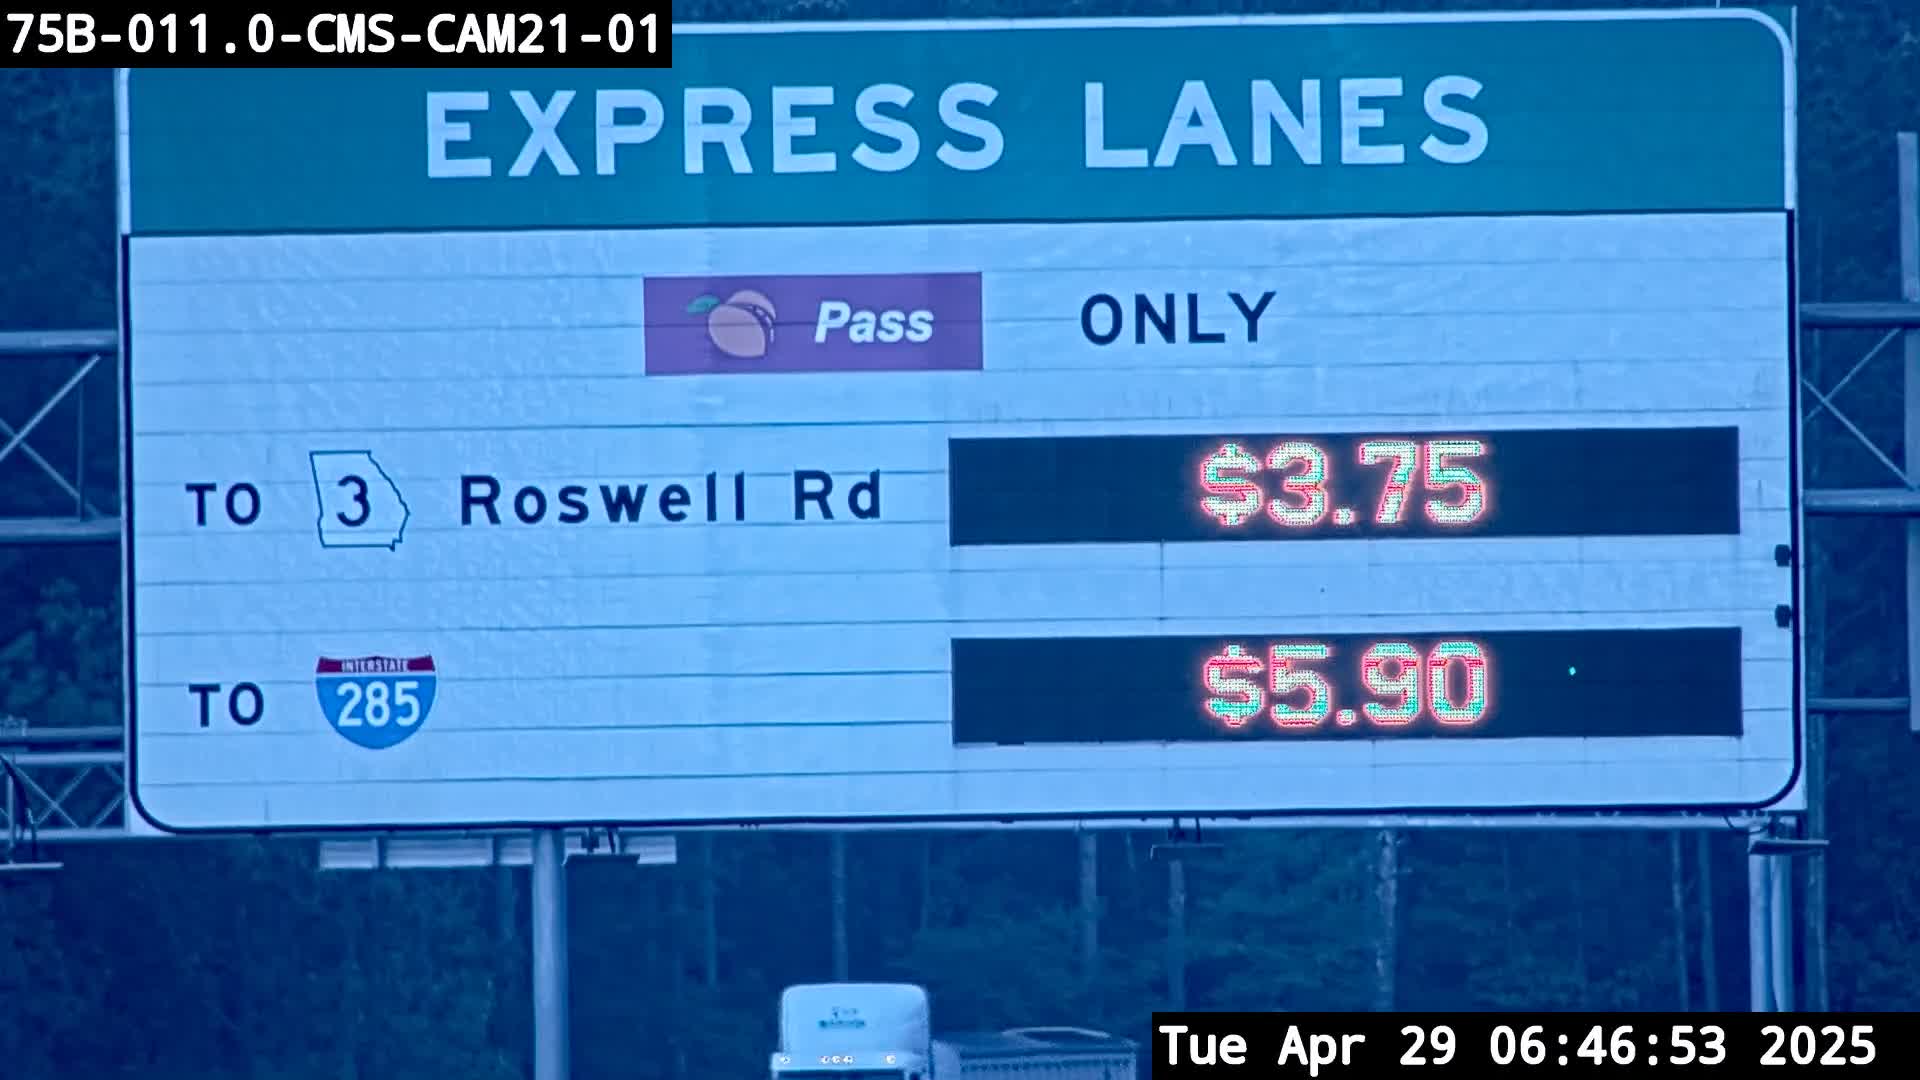 75B-011.0-CMS-CAM21-01
EXPRESS LANES
Pass ONLY
TO 3 Roswell Rd $3.75
INTERSTATE
TO 285 $5.90
Tue Apr 29 06:46:53 2025